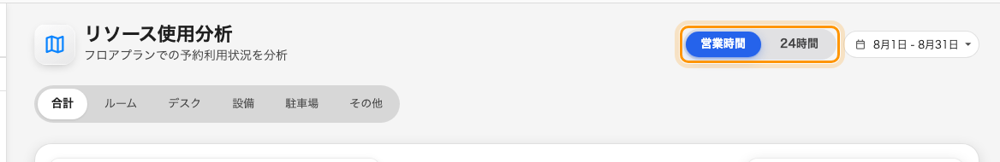 リソース使用分析
フロアプランでの予約利用状況を分析
営業時間 24時間 8月1日 - 8月31日
合計 ルーム デスク 設備 駐車場 その他